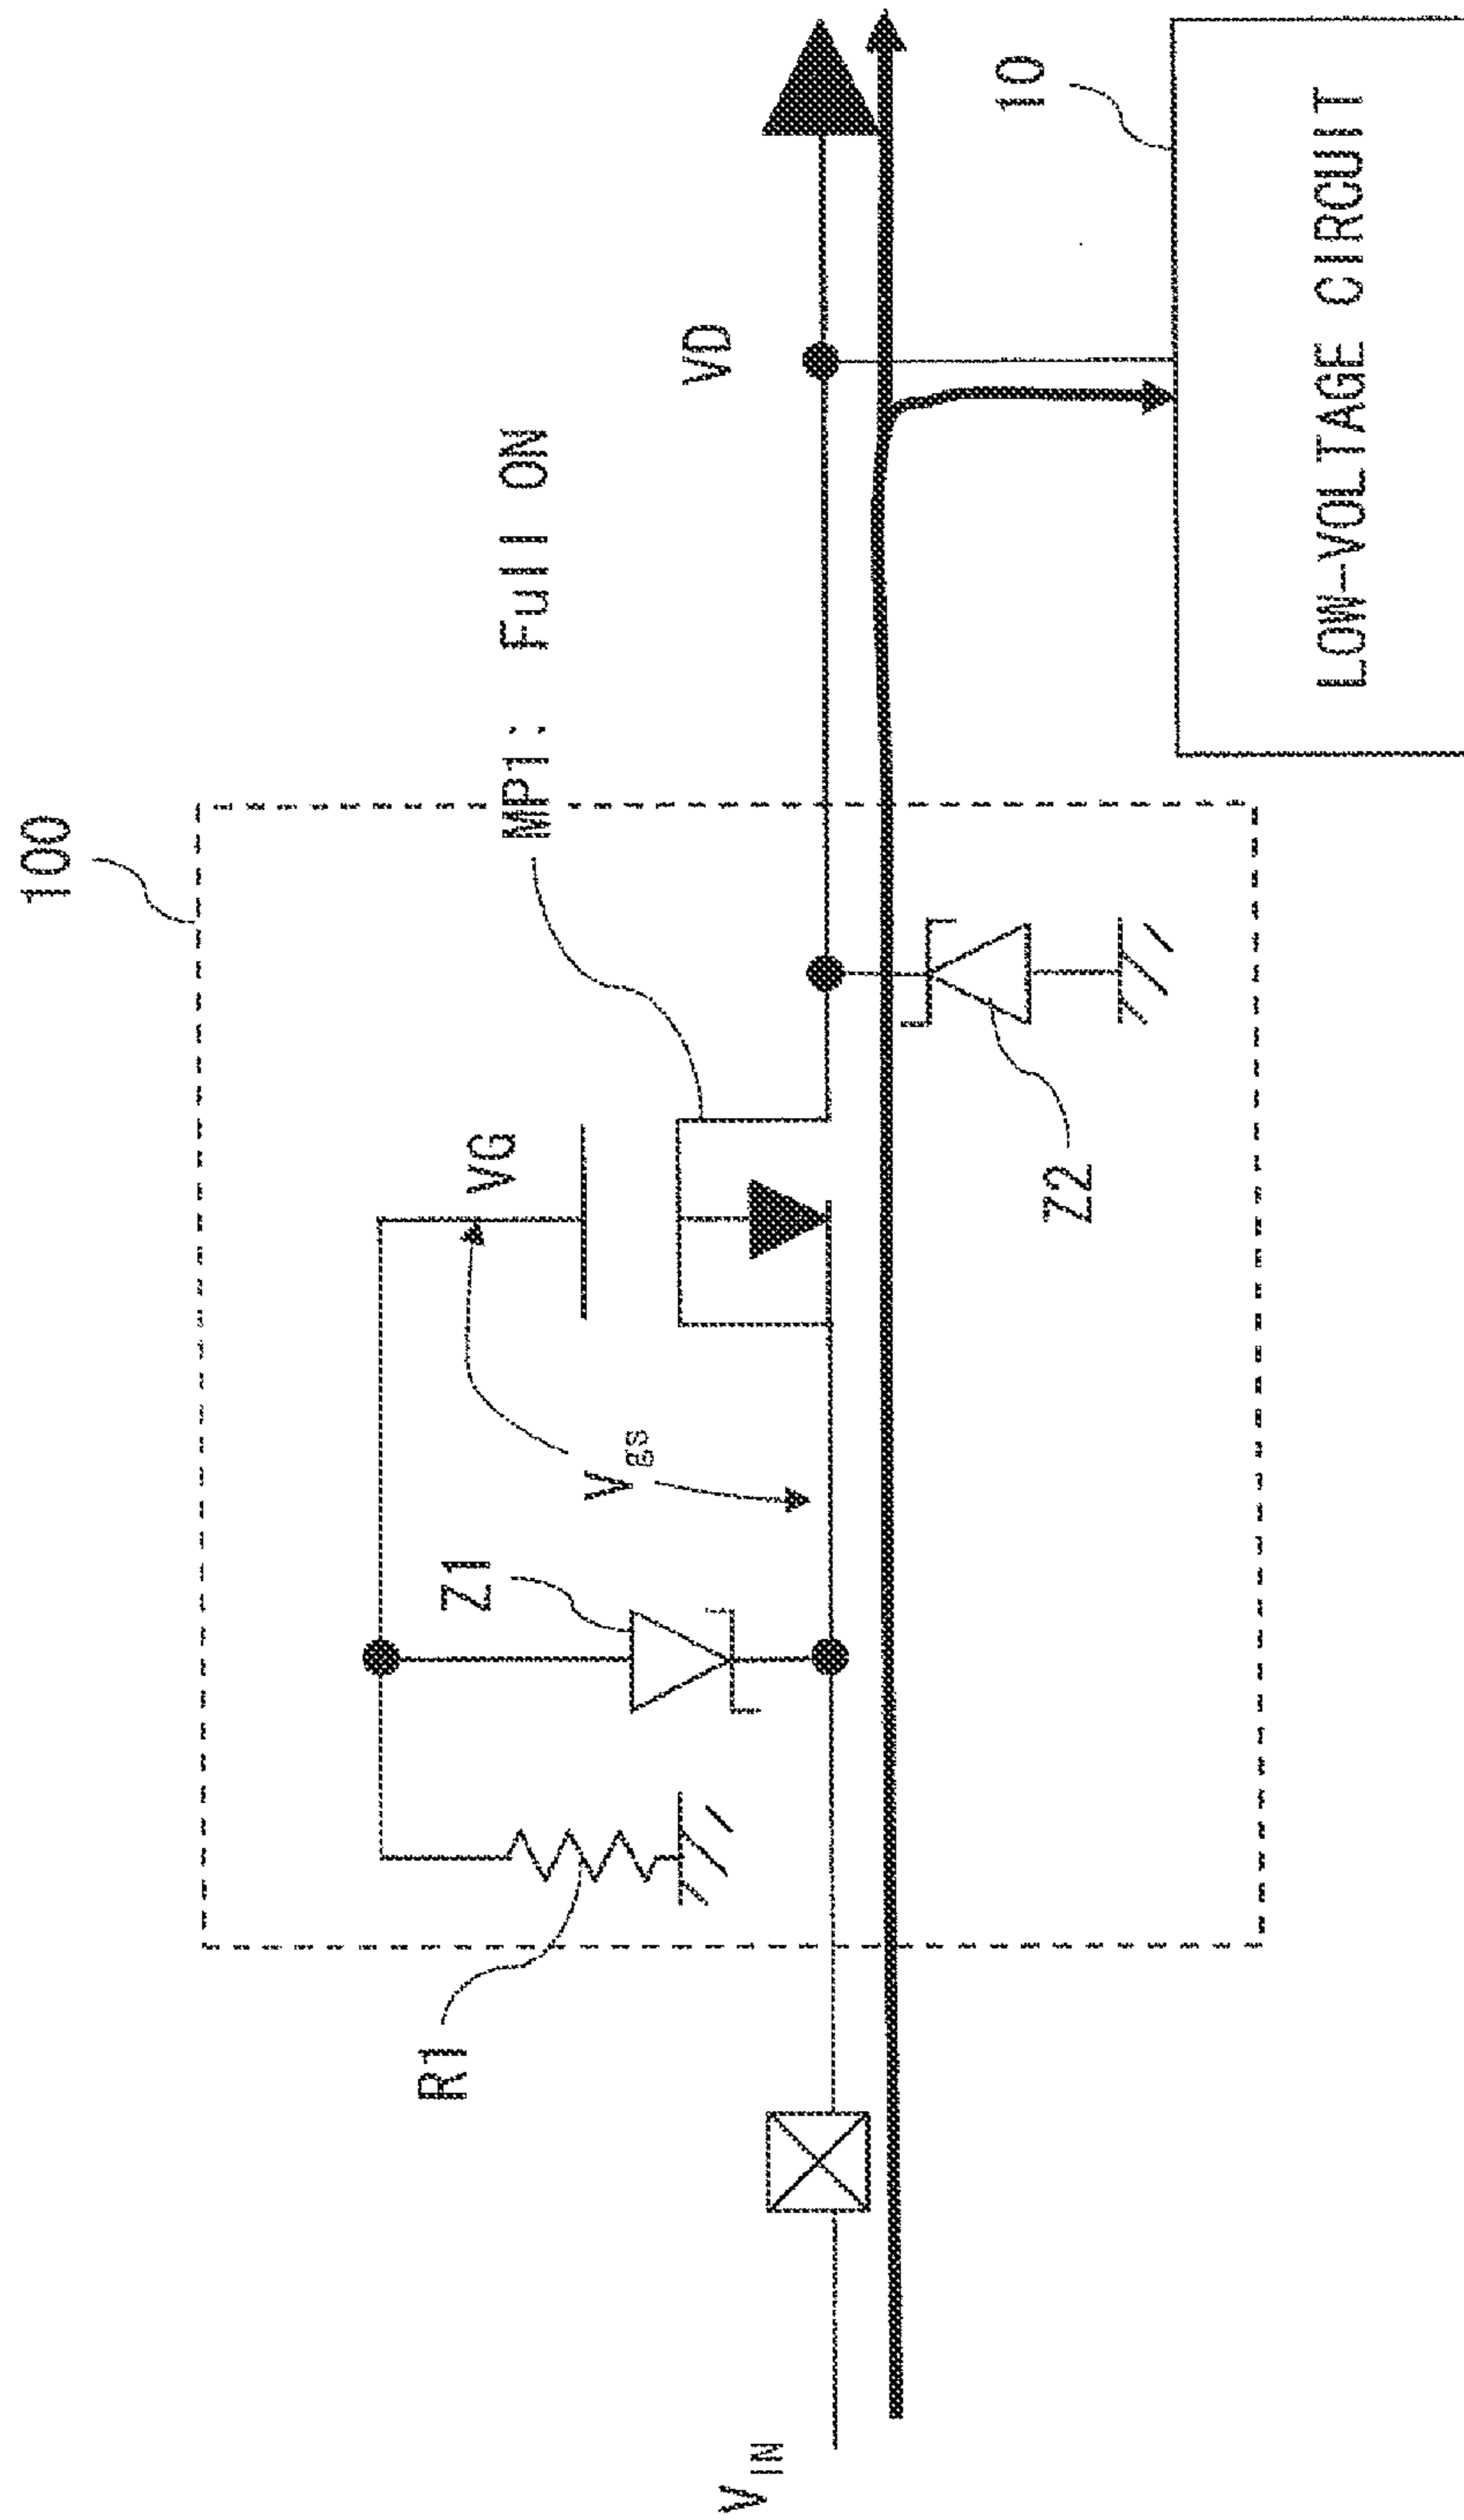 100
MP1: Full ON
VD
10
VG
Vgs
Z1
R1
Z2
VIN
LOW-VOLTAGE CIRCUIT